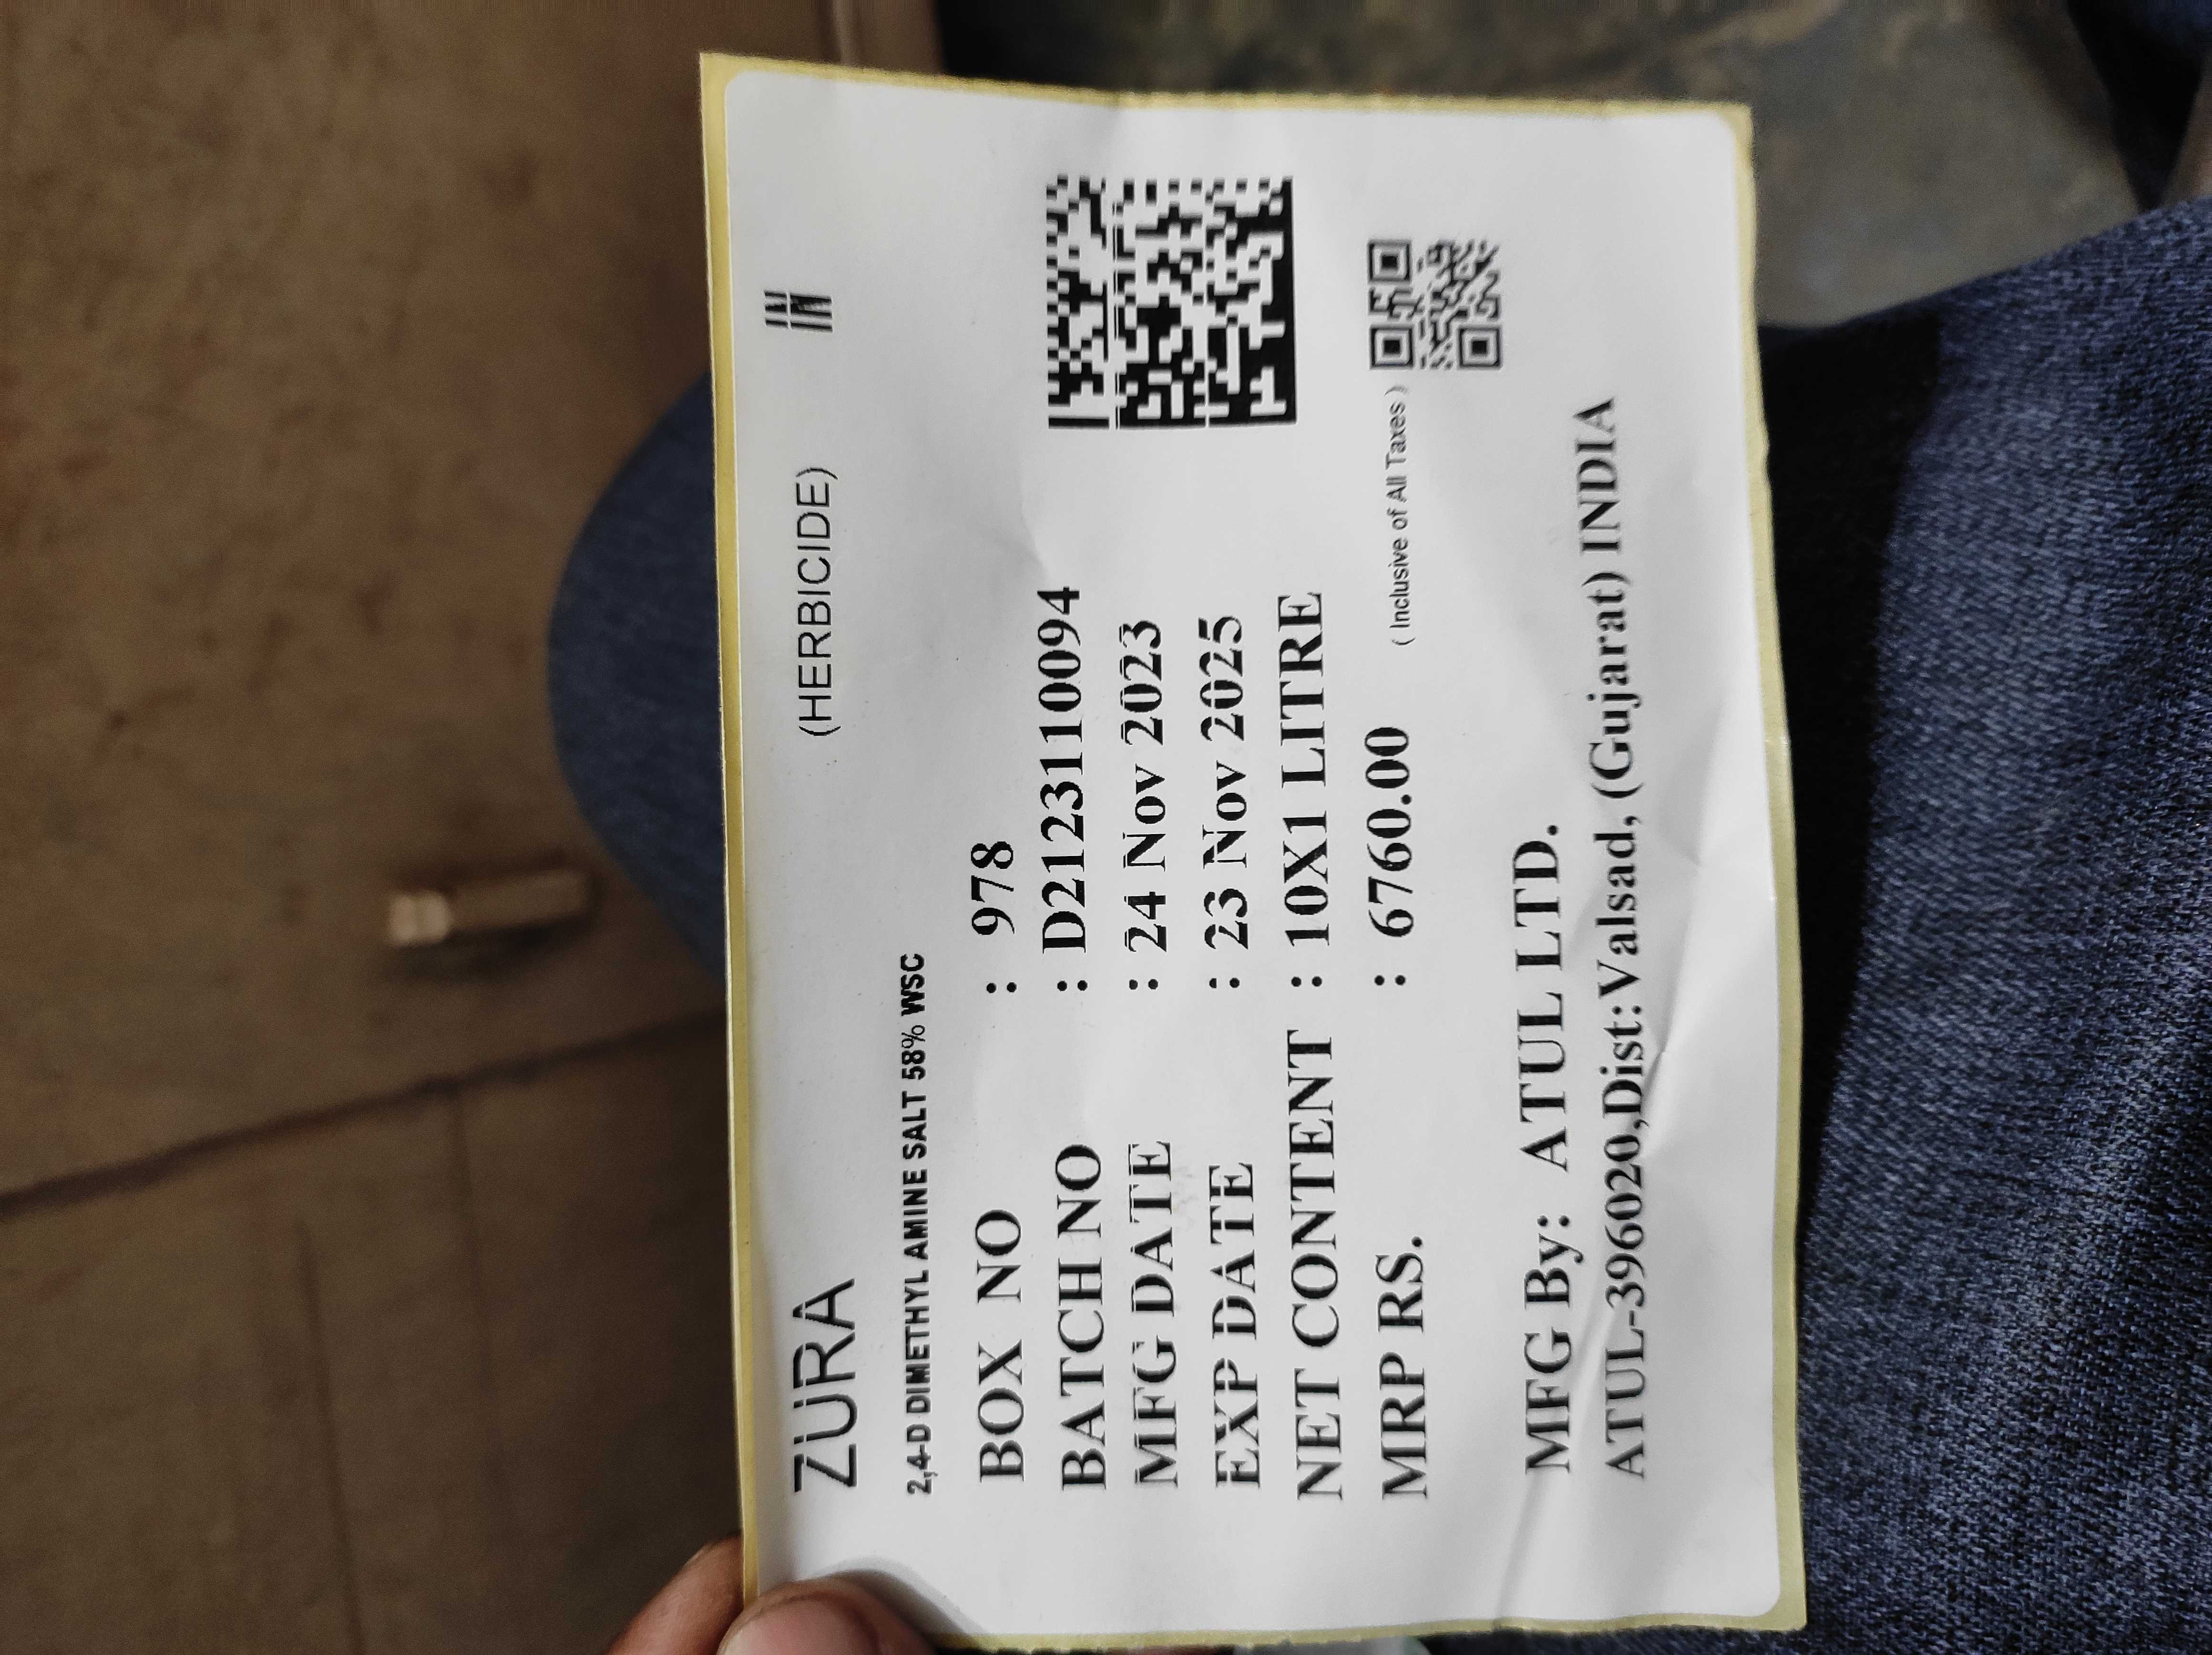 ZURA (HERBICIDE) IN
2,4-D DIMETHYL AMINE SALT 58% WSC
BOX NO : 978
BATCH NO : D2123110094
MFG DATE : 24 Nov 2023
EXP DATE : 23 Nov 2025
NET CONTENT : 10X1 LITRE
MRP RS. : 6760.00 ( Inclusive of All Taxes )
MFG By: ATUL LTD.
ATUL-396020,Dist:Valsad, (Gujarat) INDIA